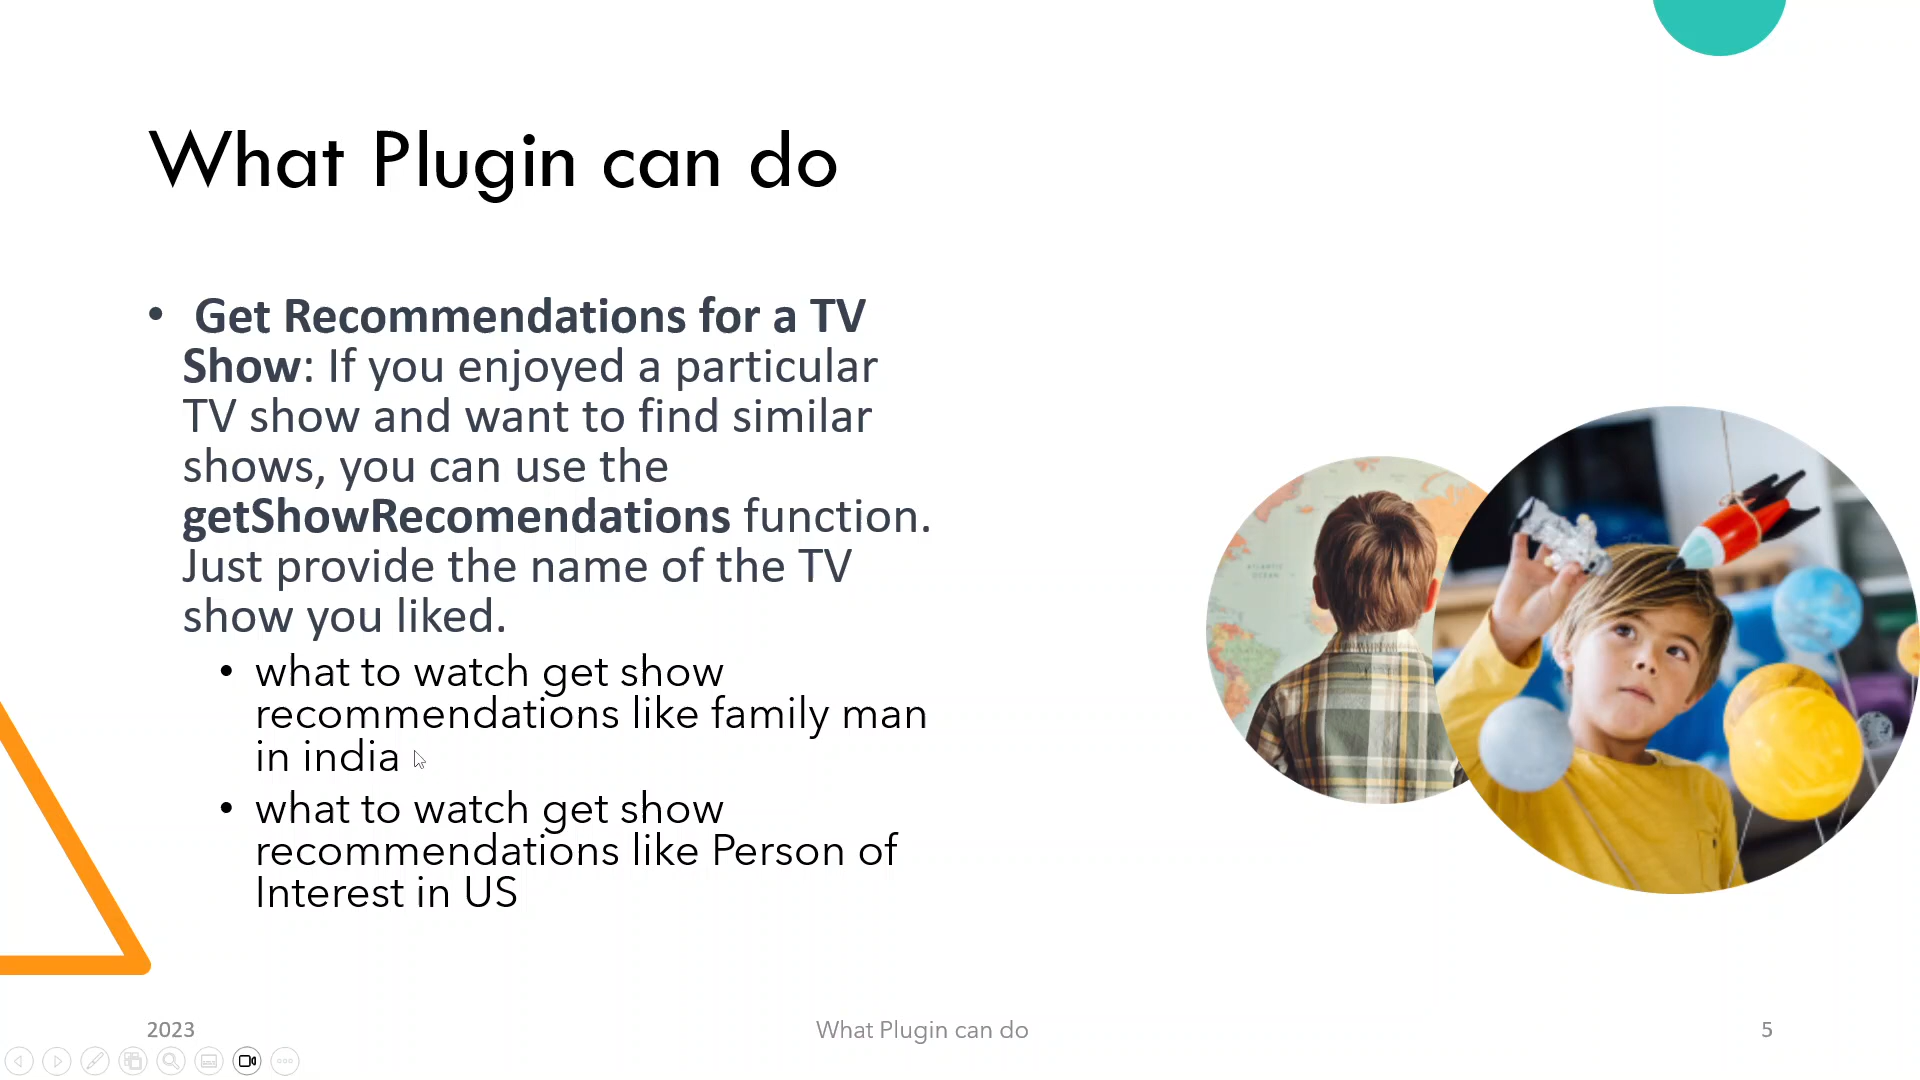 What Plugin can do
• Get Recommendations for a TV
Show: If you enjoyed a particular
TV show and want to find similar
shows, you can use the
getShowRecomendations function.
Just provide the name of the TV
show you liked.
• what to watch get show
recommendations like family man
in india
• what to watch get show
recommendations like Person of
Interest in US
ATLANTIC
OCEAN
2023
What Plugin can do
5